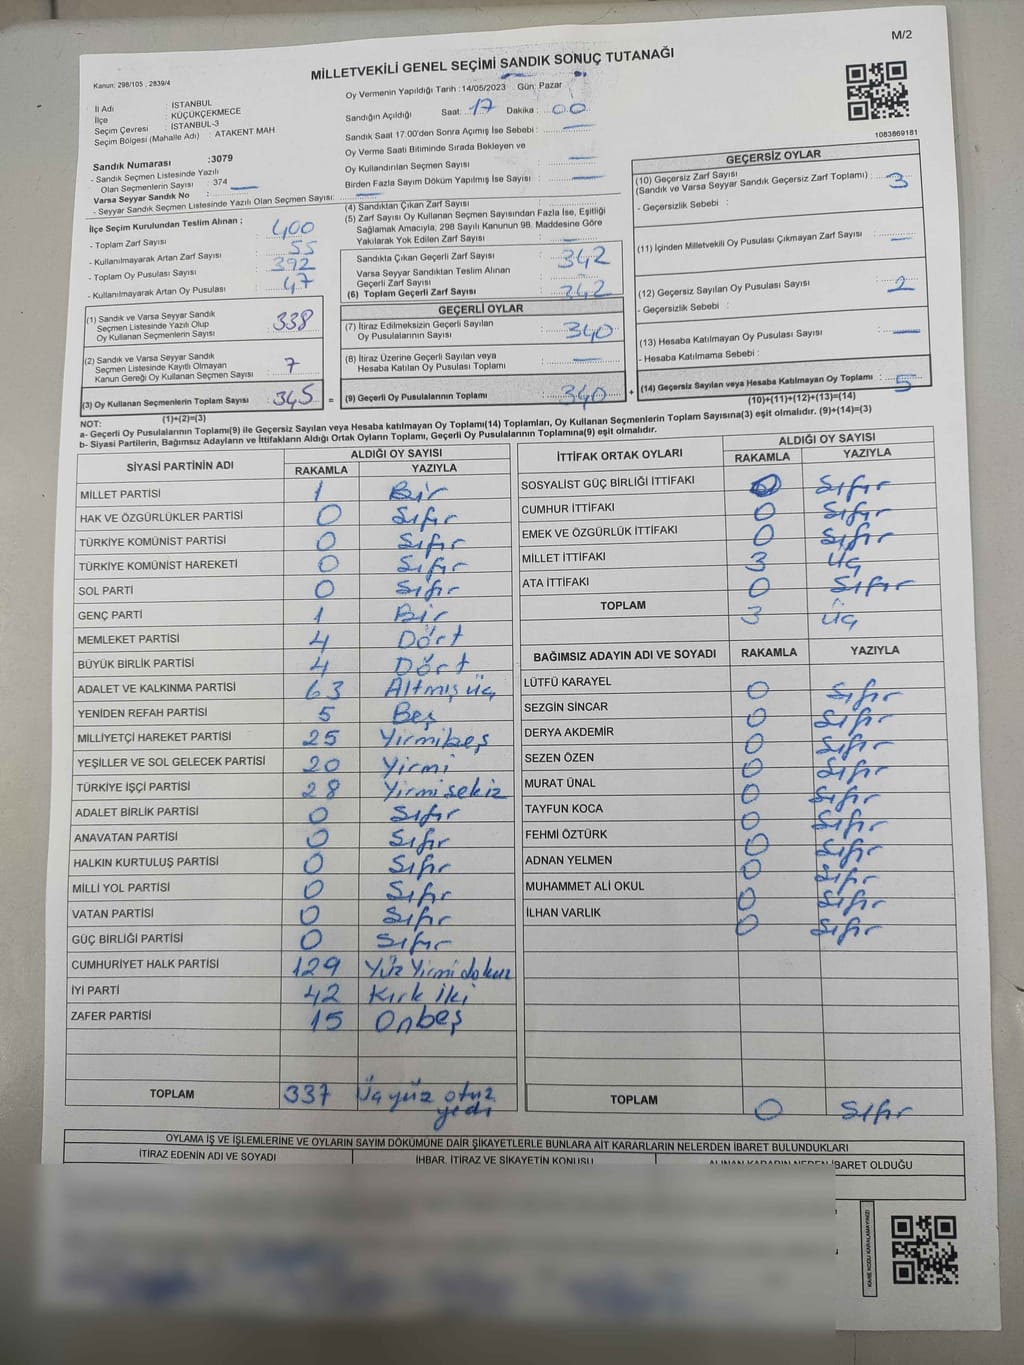 M/2
MİLLETVEKİLİ GENEL SEÇİMİ SANDIK SONUÇ TUTANAĞI
Kanun: 298/105 , 2839/4
İl Adı : İSTANBUL
İlçe : KÜÇÜKÇEKMECE
Seçim Çevresi : İSTANBUL-3
Seçim Bölgesi (Mahalle Adı) : ATAKENT MAH.
Sandık Numarası :3079
- Sandık Seçmen Listesinde Yazılı
Olan Seçmenlerin Sayısı : 374
Varsa Seyyar Sandık No :
- Seyyar Sandık Seçmen Listesinde Yazılı Olan Seçmen Sayısı:
Oy Vermenin Yapıldığı Tarih : 14/05/2023 Gün: Pazar
Sandığın Açıldığı Saat: 17 Dakika : 00
Sandık Saat 17:00'den Sonra Açımış İse Sebebi :
Oy Verme Saati Bitiminde Sırada Bekleyen ve
Oy Kullandırılan Seçmen Sayısı :
Birden Fazla Sayım Döküm Yapılmış İse Sayısı :
1083669181
İlçe Seçim Kurulundan Teslim Alınan :
- Toplam Zarf Sayısı : 400
- Kullanılmayarak Artan Zarf Sayısı : 55
- Toplam Oy Pusulası Sayısı : 392
- Kullanılmayarak Artan Oy Pusulası : 47
(1) Sandık ve Varsa Seyyar Sandık
Seçmen Listesinde Yazılı Olup
Oy Kullanan Seçmenlerin Sayısı : 338
(2) Sandık ve Varsa Seyyar Sandık
Seçmen Listesinde Kayıtlı Olmayan
Kanun Gereği Oy Kullanan Seçmen Sayısı : 7
(3) Oy Kullanan Seçmenlerin Toplam Sayısı : 345 =
(1)+(2)=(3)
(4) Sandıktan Çıkan Zarf Sayısı :
(5) Zarf Sayısı Oy Kullanan Seçmen Sayısından Fazla İse, Eşitliği
Sağlamak Amacıyla, 298 Sayılı Kanunun 98. Maddesine Göre
Yakılarak Yok Edilen Zarf Sayısı :
Sandıkta Çıkan Geçerli Zarf Sayısı : 342
Varsa Seyyar Sandıktan Teslim Alınan
Geçerli Zarf Sayısı :
(6) Toplam Geçerli Zarf Sayısı : 342
GEÇERLİ OYLAR
(7) İtiraz Edilmeksizin Geçerli Sayılan
Oy Pusulalarının Sayısı : 340
(8) İtiraz Üzerine Geçerli Sayılan veya
Hesaba Katılan Oy Pusulası Toplamı :
(9) Geçerli Oy Pusulalarının Toplamı : 340 +
GEÇERSİZ OYLAR
(10) Geçersiz Zarf Sayısı
(Sandık ve Varsa Seyyar Sandık Geçersiz Zarf Toplamı) : 3
- Geçersizlik Sebebi :
(11) İçinden Milletvekili Oy Pusulası Çıkmayan Zarf Sayısı :
(12) Geçersiz Sayılan Oy Pusulası Sayısı : 2
- Geçersizlik Sebebi :
(13) Hesaba Katılmayan Oy Pusulası Sayısı :
- Hesaba Katılmama Sebebi :
(14) Geçersiz Sayılan veya Hesaba Katılmayan Oy Toplamı : 5
(10)+(11)+(12)+(13)=(14)
NOT:
a- Geçerli Oy Pusulalarının Toplamı(9) ile Geçersiz Sayılan veya Hesaba katılmayan Oy Toplamı(14) Toplamları, Oy Kullanan Seçmenlerin Toplam Sayısına(3) eşit olmalıdır. (9)+(14)=(3)
b- Siyasi Partilerin, Bağımsız Adayların ve İttifakların Aldığı Ortak Oyların Toplamı, Geçerli Oy Pusulalarının Toplamına(9) eşit olmalıdır.
SİYASİ PARTİNİN ADI ALDIĞI OY SAYISI
RAKAMLA YAZIYLA
MİLLET PARTİSİ 1 Bir
HAK VE ÖZGÜRLÜKLER PARTİSİ 0 Sıfır
TÜRKİYE KOMÜNİST PARTİSİ 0 Sıfır
TÜRKİYE KOMÜNİST HAREKETİ 0 Sıfır
SOL PARTİ 0 Sıfır
GENÇ PARTİ 1 Bir
MEMLEKET PARTİSİ 4 Dört
BÜYÜK BİRLİK PARTİSİ 4 Dört
ADALET VE KALKINMA PARTİSİ 63 Altmış üç
YENİDEN REFAH PARTİSİ 5 Beş
MİLLİYETÇİ HAREKET PARTİSİ 25 Yirmibeş
YEŞİLLER VE SOL GELECEK PARTİSİ 20 Yirmi
TÜRKİYE İŞÇİ PARTİSİ 28 Yirmi sekiz
ADALET BİRLİK PARTİSİ 0 Sıfır
ANAVATAN PARTİSİ 0 Sıfır
HALKIN KURTULUŞ PARTİSİ 0 Sıfır
MİLLİ YOL PARTİSİ 0 Sıfır
VATAN PARTİSİ 0 Sıfır
GÜÇ BİRLİĞİ PARTİSİ 0 Sıfır
CUMHURİYET HALK PARTİSİ 129 Yüz Yirmi dokuz
İYİ PARTİ 42 Kırk iki
ZAFER PARTİSİ 15 Onbeş
TOPLAM 337 Üç yüz otuz
yedi
İTTİFAK ORTAK OYLARI ALDIĞI OY SAYISI
RAKAMLA YAZIYLA
SOSYALİST GÜÇ BİRLİĞİ İTTİFAKI 0 Sıfır
CUMHUR İTTİFAKI 0 Sıfır
EMEK VE ÖZGÜRLÜK İTTİFAKI 0 Sıfır
MİLLET İTTİFAKI 3 Üç
ATA İTTİFAKI 0 Sıfır
TOPLAM 3 Üç
BAĞIMSIZ ADAYIN ADI VE SOYADI RAKAMLA YAZIYLA
LÜTFÜ KARAYEL 0 Sıfır
SEZGİN SİNCAR 0 Sıfır
DERYA AKDEMİR 0 Sıfır
SEZEN ÖZEN 0 Sıfır
MURAT ÜNAL 0 Sıfır
TAYFUN KOCA 0 Sıfır
FEHMİ ÖZTÜRK 0 Sıfır
ADNAN YELMEN 0 Sıfır
MUHAMMET ALİ OKUL 0 Sıfır
İLHAN VARLIK 0 Sıfır
TOPLAM 0 Sıfır
OYLAMA İŞ VE İŞLEMLERİNE VE OYLARIN SAYIM DÖKÜMÜNE DAİR ŞİKAYETLERLE BUNLARA AİT KARARLARIN NELERDEN İBARET BULUNDUKLARI
İTİRAZ EDENİN ADI VE SOYADI İHBAR, İTİRAZ VE ŞİKAYETİN KONUSU ALINAN KARARIN NEDEN İBARET OLDUĞU
KARE KODU KARALAMAYINIZ!